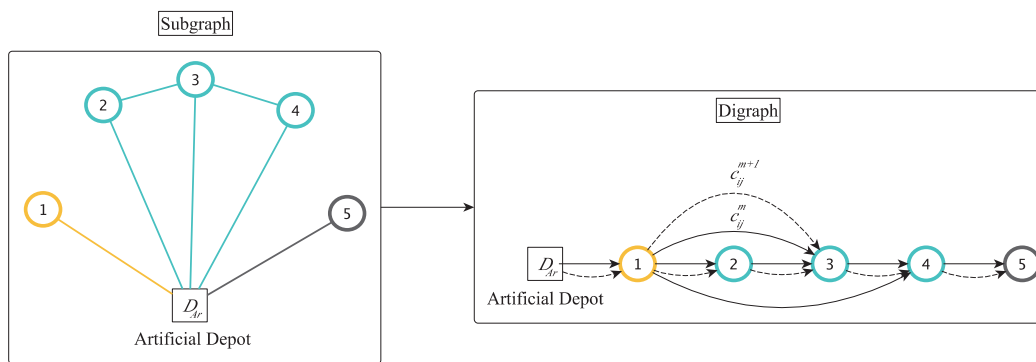 Subgraph
3
2
4
1
5
D_Ar
Artificial Depot
Digraph
c_ij^{m+1}
c_ij^m
D_Ar
1
2
3
4
5
Artificial Depot